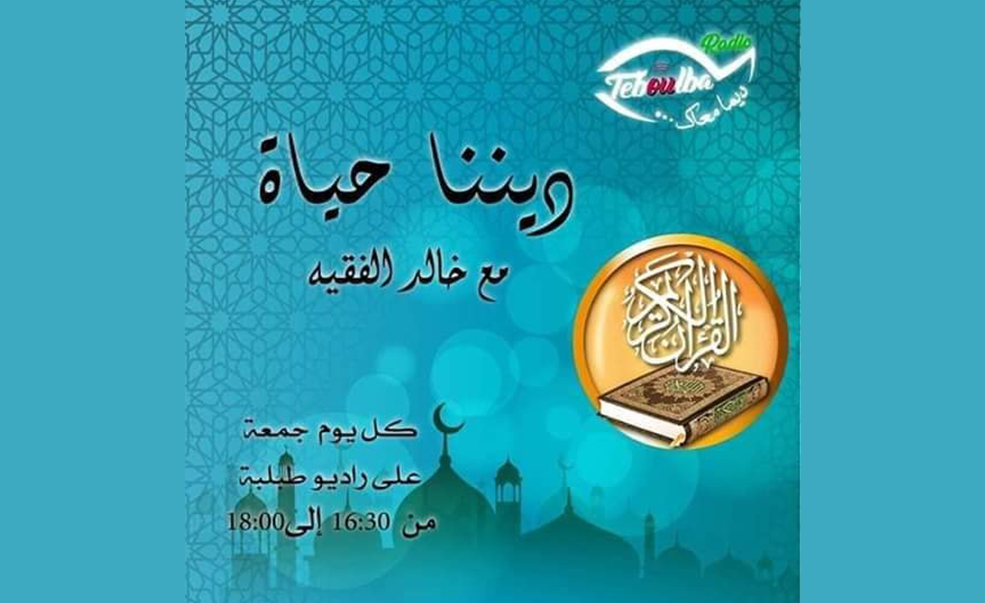 Radio
Teboulba
ديما معاك...
ديننا حياة
مع خالد الفقيه
القرآن الكريم
كل يوم جمعة
على راديو طبلبة
من 16:30 إلى 18:00